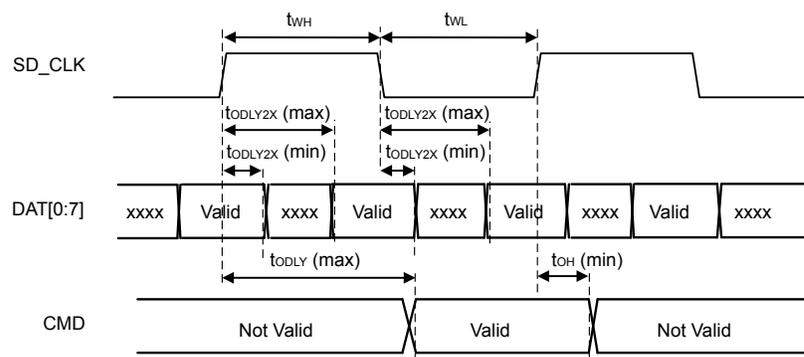 tWH tWL
SD_CLK
tODLY2X (max) tODLY2X (max)
tODLY2X (min) tODLY2X (min)
DAT[0:7] xxxx Valid xxxx Valid xxxx Valid xxxx Valid xxxx
tODLY (max) tOH (min)
CMD Not Valid Valid Not Valid